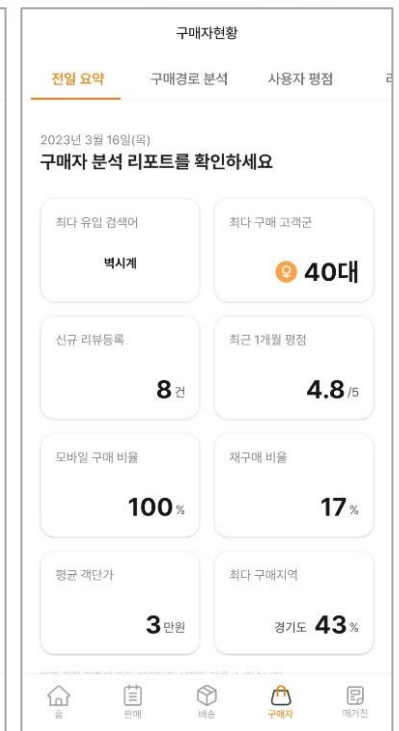 구매자현황
전일 요약 구매경로 분석 사용자 평점
2023년 3월 16일(목)
구매자 분석 리포트를 확인하세요
최다 유입 검색어
벽시계
최다 구매 고객군
40대
신규 리뷰등록
8건
최근 1개월 평점
4.8/5
모바일 구매 비율
100%
재구매 비율
17%
평균 객단가
3만원
최다 구매지역
경기도 43%
홈 판매 배송 구매자 매거진